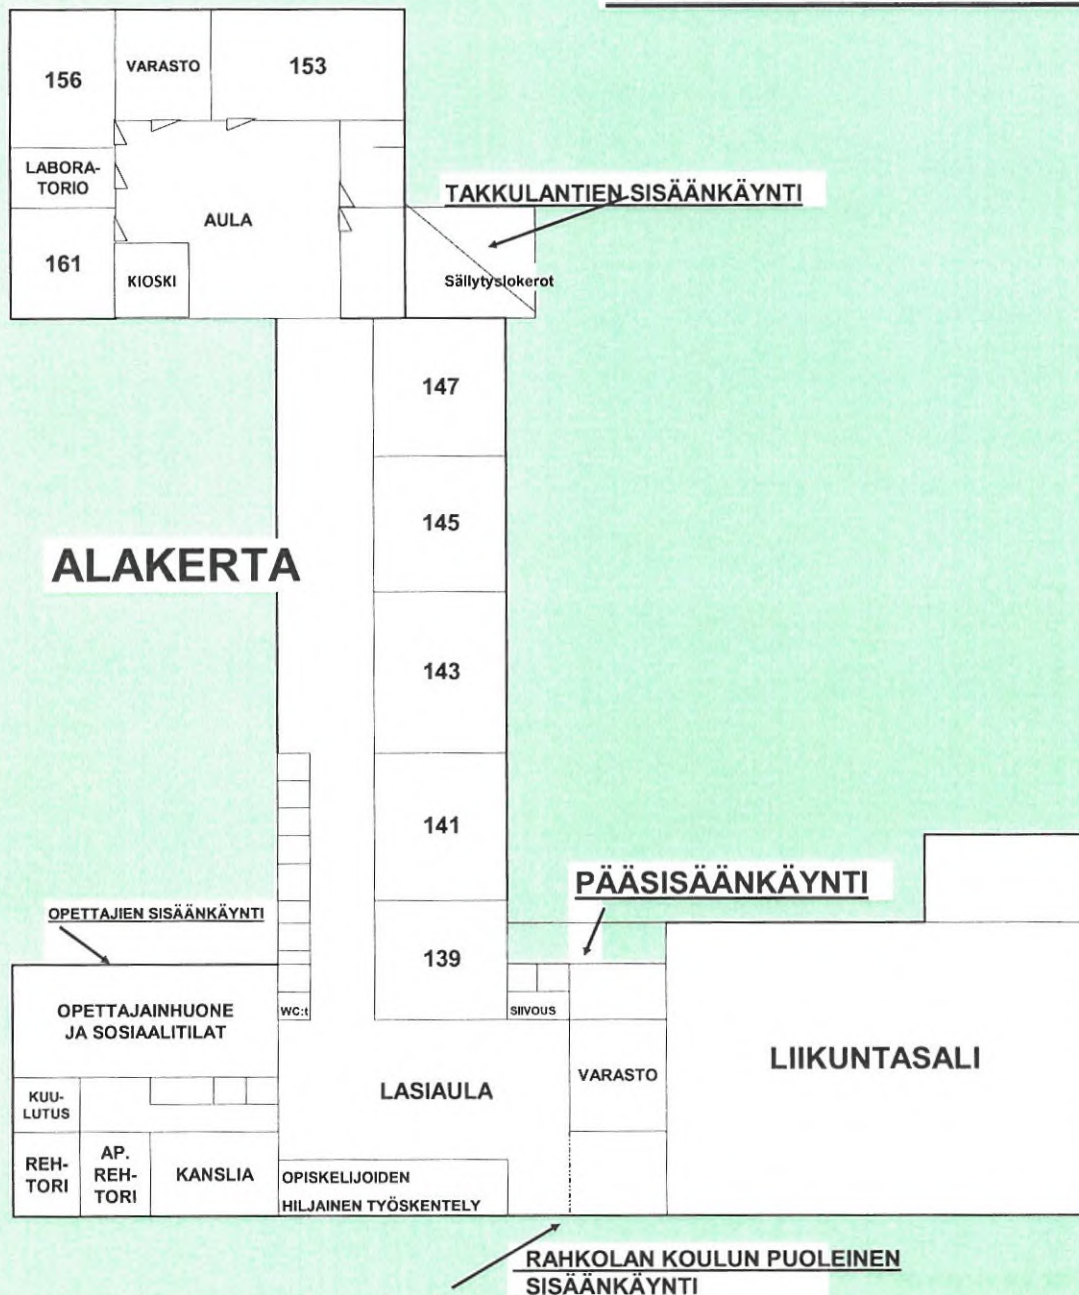 156
VARASTO
153
LABORA-
TORIO
TAKKULANTIEN SISÄÄNKÄYNTI
AULA
161
KIOSKI
Säilytyslokerot
147
145
ALAKERTA
143
141
PÄÄSISÄÄNKÄYNTI
OPETTAJIEN SISÄÄNKÄYNTI
139
OPETTAJAINHUONE
JA SOSIAALITILAT
WC:t
SIIVOUS
LIIKUNTASALI
VARASTO
LASIAULA
KUU-
LUTUS
REH-
TORI
AP.
REH-
TORI
KANSLIA
OPISKELIJOIDEN
HILJAINEN TYÖSKENTELY
RAHKOLAN KOULUN PUOLEINEN
SISÄÄNKÄYNTI